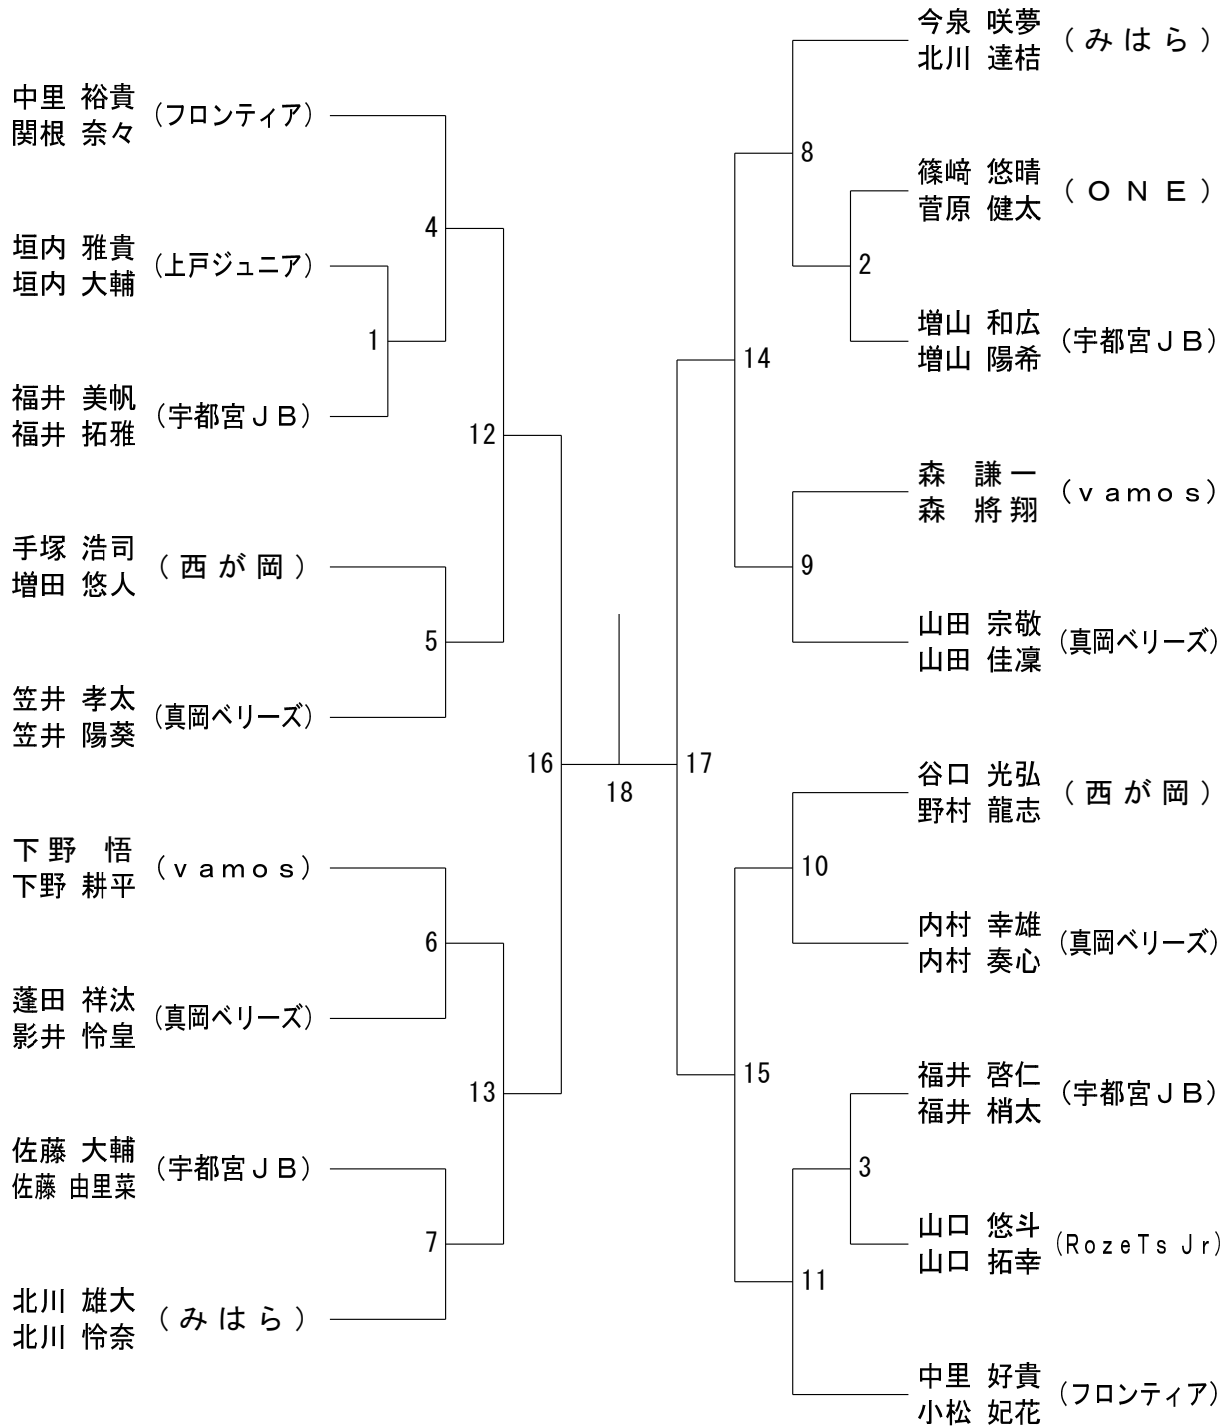 中里 裕貴
関根 奈々
(フロンティア)
垣内 雅貴
垣内 大輔
(上戸ジュニア)
福井 美帆
福井 拓雅
(宇都宮ＪＢ)
手塚 浩司
増田 悠人
(西が岡)
笠井 孝太
笠井 陽葵
(真岡ベリーズ)
下野 悟
下野 耕平
(ｖａｍｏｓ)
蓬田 祥汰
影井 怜皇
(真岡ベリーズ)
佐藤 大輔
佐藤 由里菜
(宇都宮ＪＢ)
北川 雄大
北川 怜奈
(みはら)
4
1
12
5
16
6
13
7
18
8
2
14
9
17
10
15
3
11
今泉 咲夢
北川 達桔
(みはら)
篠﨑 悠晴
菅原 健太
(ＯＮＥ)
増山 和広
増山 陽希
(宇都宮ＪＢ)
森 謙一
森 將翔
(ｖａｍｏｓ)
山田 宗敬
山田 佳凜
(真岡ベリーズ)
谷口 光弘
野村 龍志
(西が岡)
内村 幸雄
内村 奏心
(真岡ベリーズ)
福井 啓仁
福井 梢太
(宇都宮ＪＢ)
山口 悠斗
山口 拓幸
(RozeTs Jr)
中里 好貴
小松 妃花
(フロンティア)